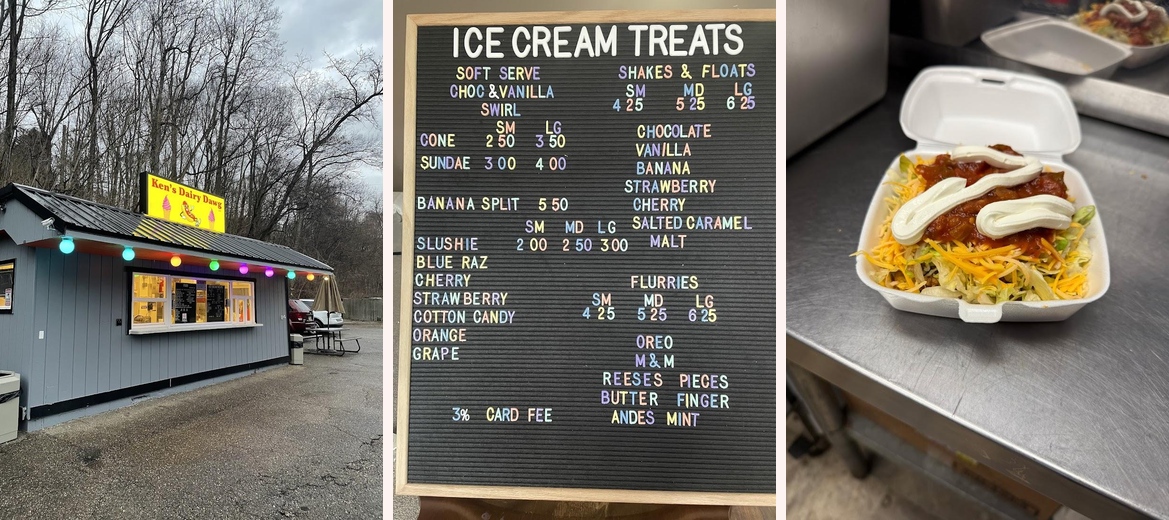 Ken's Dairy Dawg
ICE CREAM TREATS
SOFT SERVE
CHOC & VANILLA
SWIRL
SM LG
CONE 2 50 3 50
SUNDAE 3 00 4 00
BANANA SPLIT 5 50
SM MD LG
SLUSHIE 2 00 2 50 3 00
BLUE RAZ
CHERRY
STRAWBERRY
COTTON CANDY
ORANGE
GRAPE
3% CARD FEE
SHAKES & FLOATS
SM MD LG
4 25 5 25 6 25
CHOCOLATE
VANILLA
BANANA
STRAWBERRY
CHERRY
SALTED CARAMEL
MALT
FLURRIES
SM MD LG
4 25 5 25 6 25
OREO
M & M
REESES PIECES
BUTTER FINGER
ANDES MINT